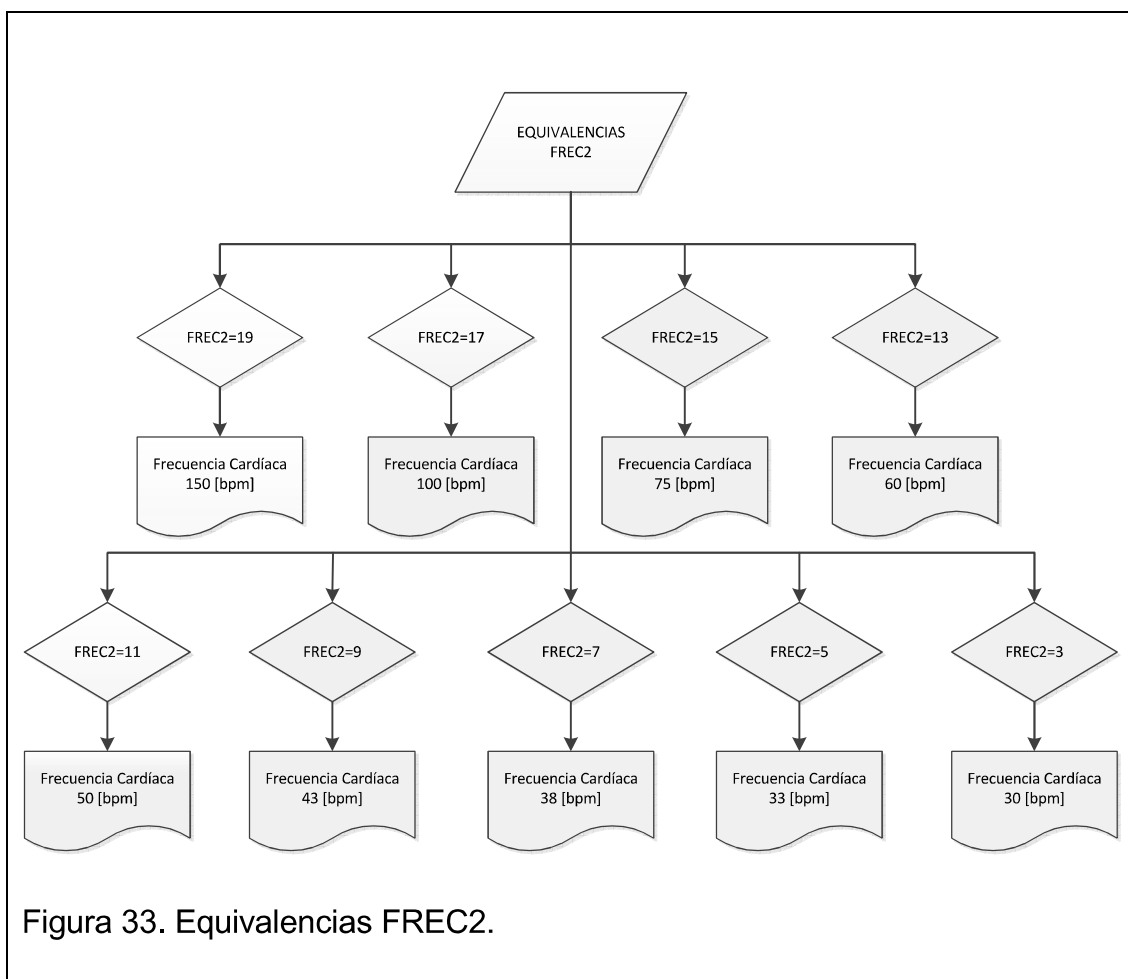 EQUIVALENCIAS
FREC2
FREC2=19
FREC2=17
FREC2=15
FREC2=13
Frecuencia Cardíaca
150 [bpm]
Frecuencia Cardíaca
100 [bpm]
Frecuencia Cardíaca
75 [bpm]
Frecuencia Cardíaca
60 [bpm]
FREC2=11
FREC2=9
FREC2=7
FREC2=5
FREC2=3
Frecuencia Cardíaca
50 [bpm]
Frecuencia Cardíaca
43 [bpm]
Frecuencia Cardíaca
38 [bpm]
Frecuencia Cardíaca
33 [bpm]
Frecuencia Cardíaca
30 [bpm]
Figura 33. Equivalencias FREC2.